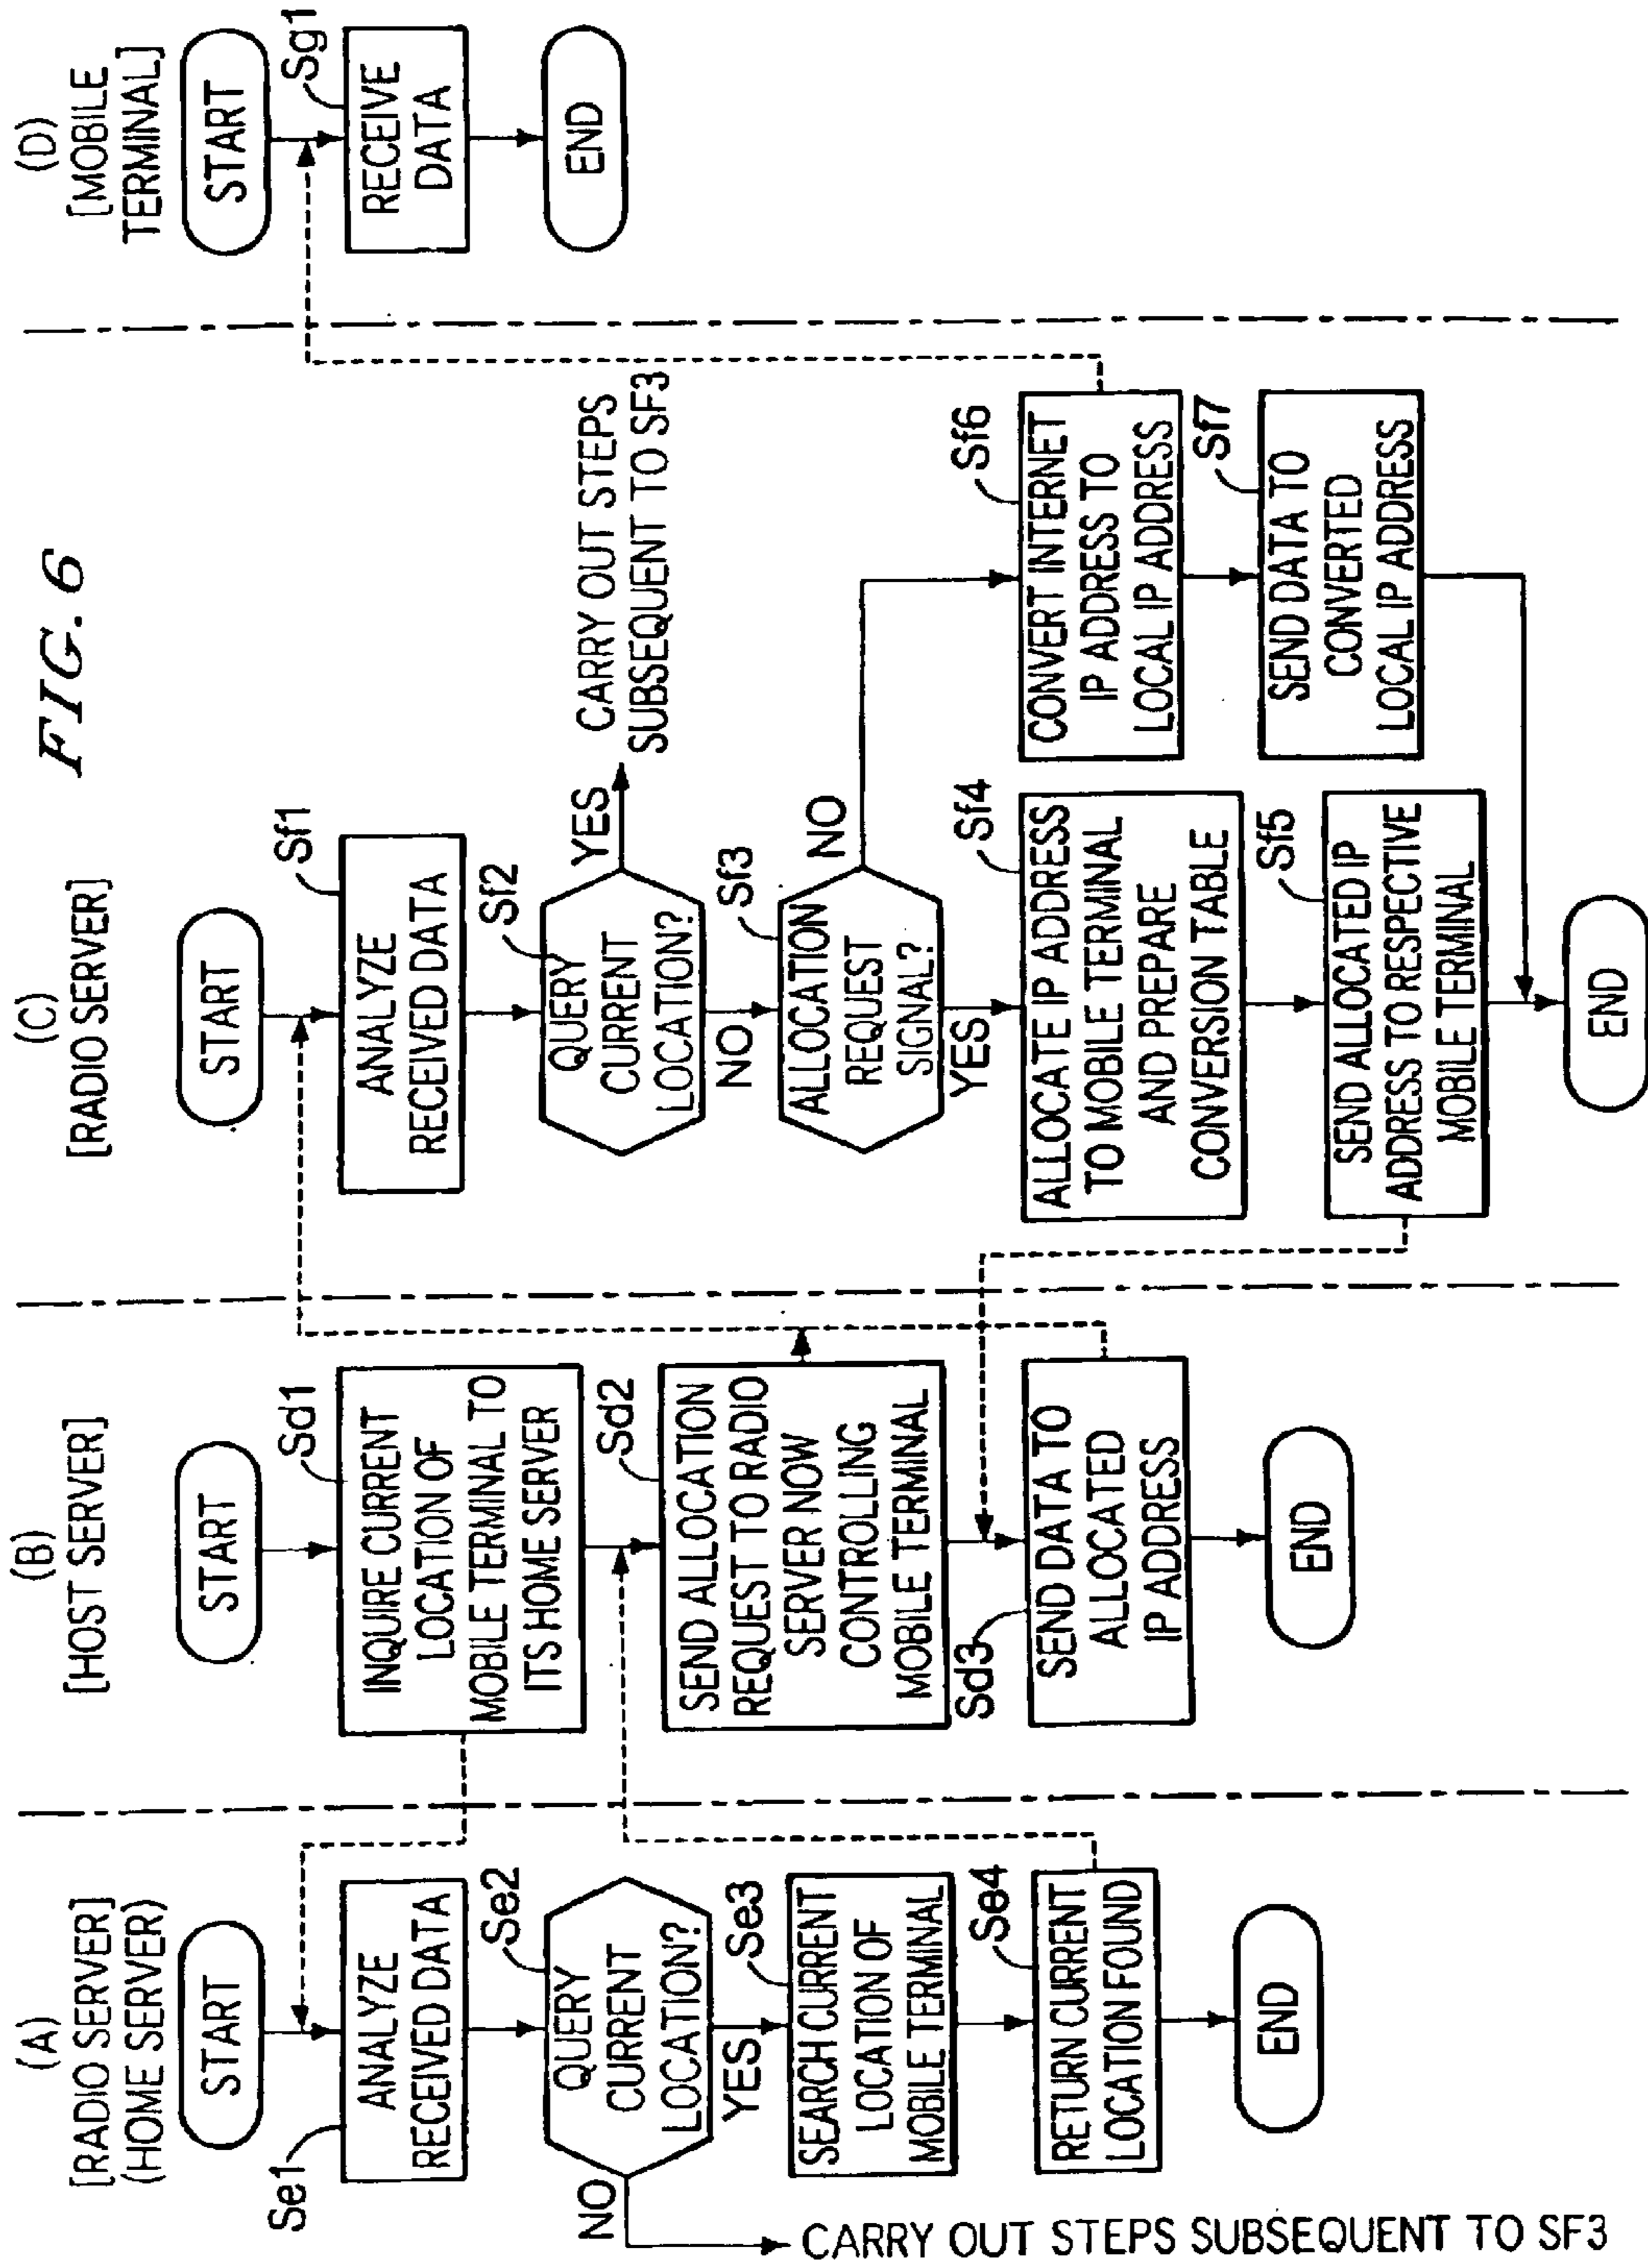 FIG. 6
(A)
[RADIO SERVER]
(HOME SERVER)
START
Se1
ANALYZE
RECEIVED DATA
Se2
QUERY
CURRENT
LOCATION?
NO
CARRY OUT STEPS SUBSEQUENT TO SF3
YES
Se3
SEARCH CURRENT
LOCATION OF
MOBILE TERMINAL
Se4
RETURN CURRENT
LOCATION FOUND
END
(B)
[HOST SERVER]
START
Sd1
INQUIRE CURRENT
LOCATION OF
MOBILE TERMINAL TO
ITS HOME SERVER
Sd2
SEND ALLOCATION
REQUEST TO RADIO
SERVER NOW
CONTROLLING
MOBILE TERMINAL
Sd3
SEND DATA TO
ALLOCATED
IP ADDRESS
END
(C)
[RADIO SERVER]
START
Sf1
ANALYZE
RECEIVED DATA
Sf2
QUERY
CURRENT
LOCATION?
YES
CARRY OUT STEPS
SUBSEQUENT TO SF3
NO
Sf3
ALLOCATION
REQUEST
SIGNAL?
NO
YES
Sf4
ALLOCATE IP ADDRESS
TO MOBILE TERMINAL
AND PREPARE
CONVERSION TABLE
Sf5
SEND ALLOCATED IP
ADDRESS TO RESPECTIVE
MOBILE TERMINAL
Sf6
CONVERT INTERNET
IP ADDRESS TO
LOCAL IP ADDRESS
Sf7
SEND DATA TO
CONVERTED
LOCAL IP ADDRESS
END
(D)
[MOBILE
TERMINAL]
START
Sg1
RECEIVE
DATA
END